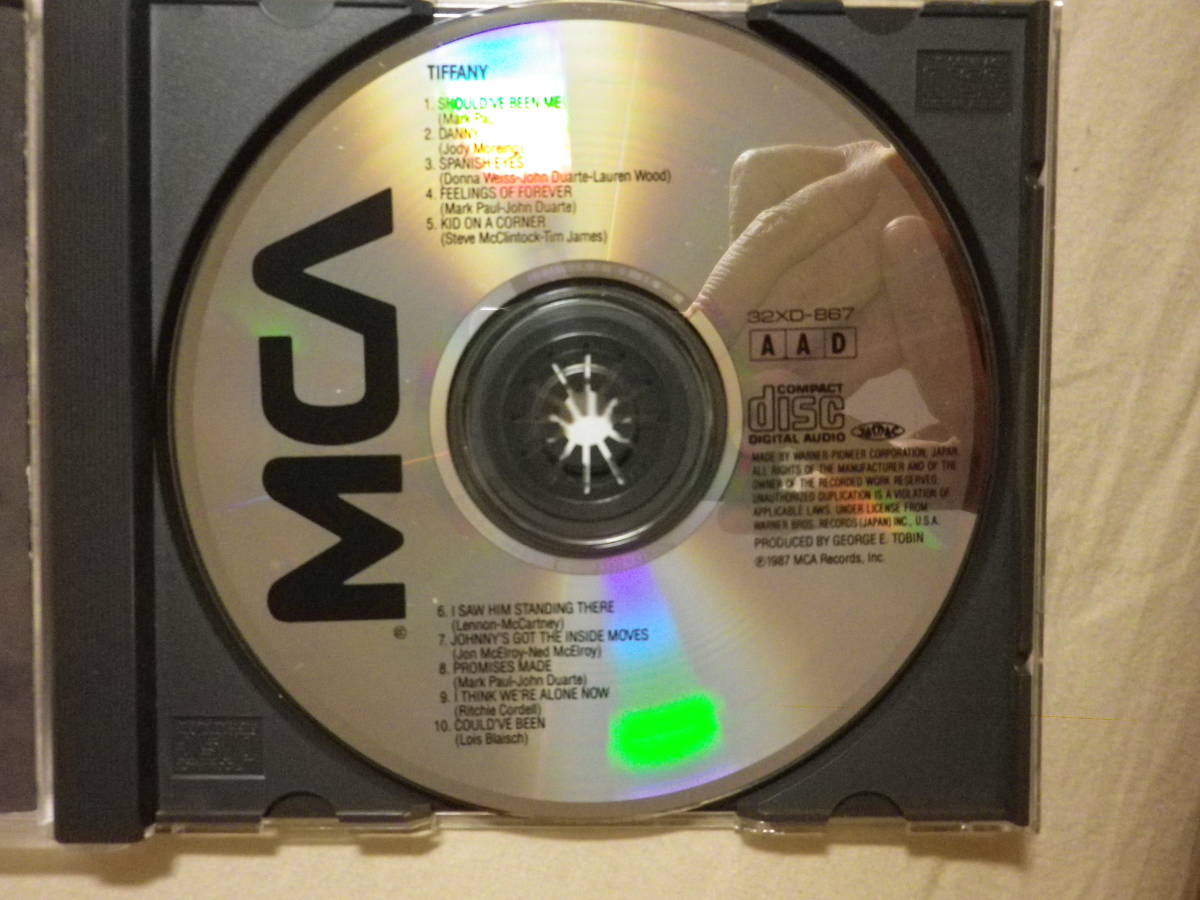 TIFFANY
1. SHOULD'VE BEEN ME
(Mark
2. DANNY
(Jody Moreing)
3. SPANISH EYES
(Donna Weiss-John Duarte-Lauren Wood)
4. FEELINGS OF FOREVER
(Mark Paul-John Duarte)
5. KID ON A CORNER
(Steve McClintock-Tim James)
MCA
®
32XD-867
A A D
COMPACT
disc
DIGITAL AUDIO
JASRAC
MADE BY WARNER-PIONEER CORPORATION, JAPAN.
ALL RIGHTS OF THE MANUFACTURER AND OF THE
OWNER OF THE RECORDED WORK RESERVED.
UNAUTHORIZED DUPLICATION IS A VIOLATION OF
APPLICABLE LAWS. UNDER LICENSE FROM
WARNER BROS. RECORDS (JAPAN) INC., U.S.A.
PRODUCED BY GEORGE E. TOBIN
℗1987 MCA Records, Inc.
6. I SAW HIM STANDING THERE
(Lennon-McCartney)
7. JOHNNY'S GOT THE INSIDE MOVES
(Jon McElroy-Ned McElroy)
8. PROMISES MADE
(Mark Paul-John Duarte)
9. I THINK WE'RE ALONE NOW
(Ritchie Cordell)
10. COULD'VE BEEN
(Lois Blaisch)